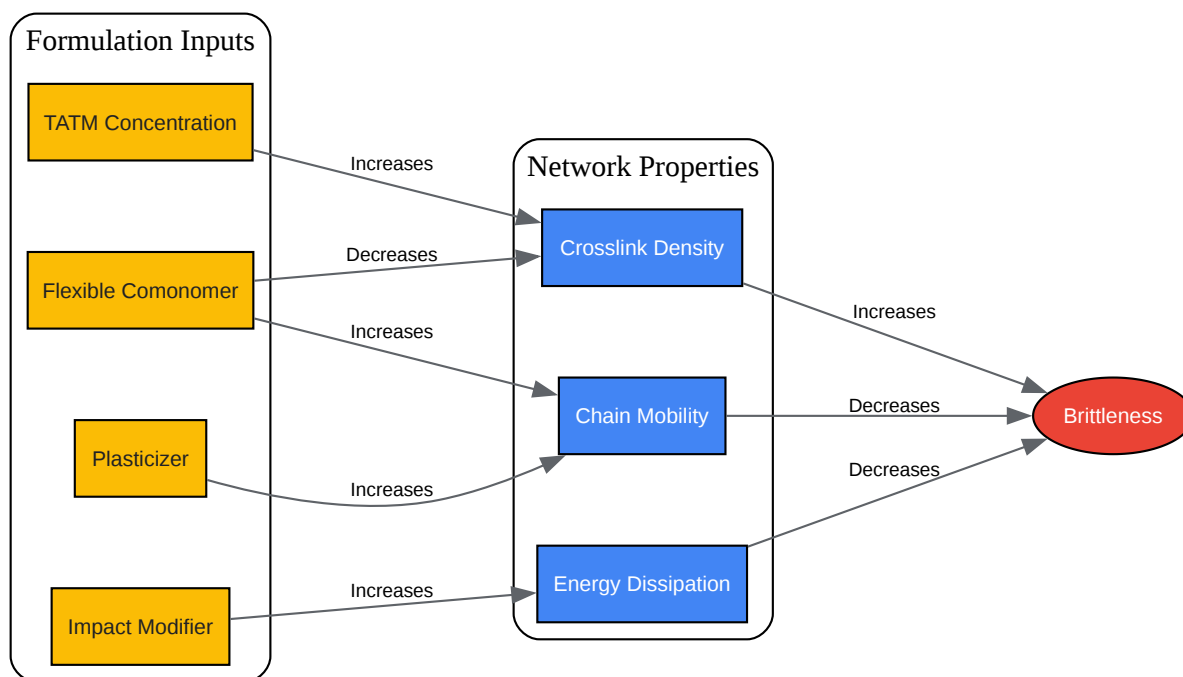 Formulation Inputs
TATM Concentration
Flexible Comonomer
Plasticizer
Impact Modifier
Increases
Decreases
Increases
Increases
Increases
Network Properties
Crosslink Density
Chain Mobility
Energy Dissipation
Increases
Decreases
Decreases
Brittleness